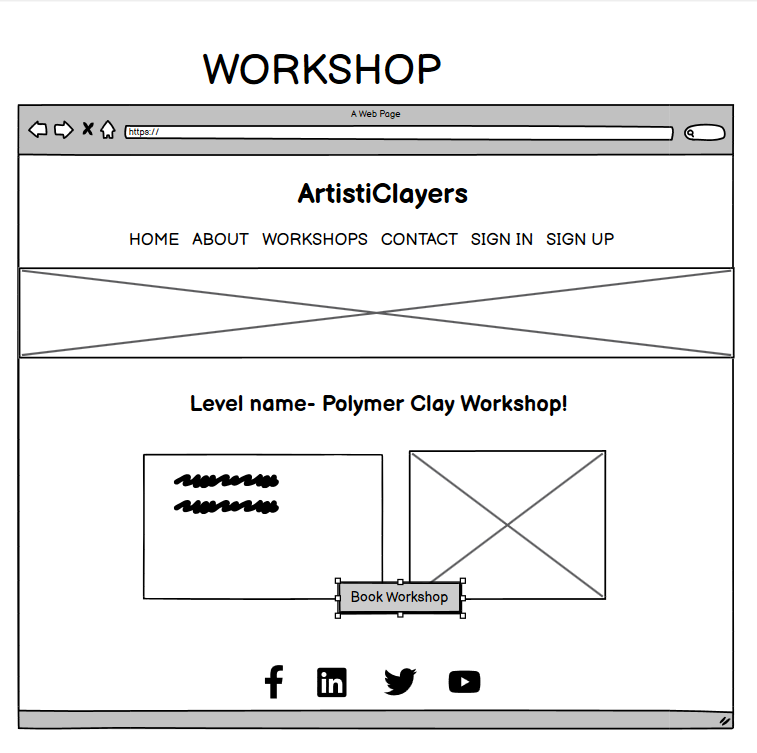 WORKSHOP
A Web Page
https://
ArtistiClayers
HOME ABOUT WORKSHOPS CONTACT SIGN IN SIGN UP
Level name- Polymer Clay Workshop!
Book Workshop